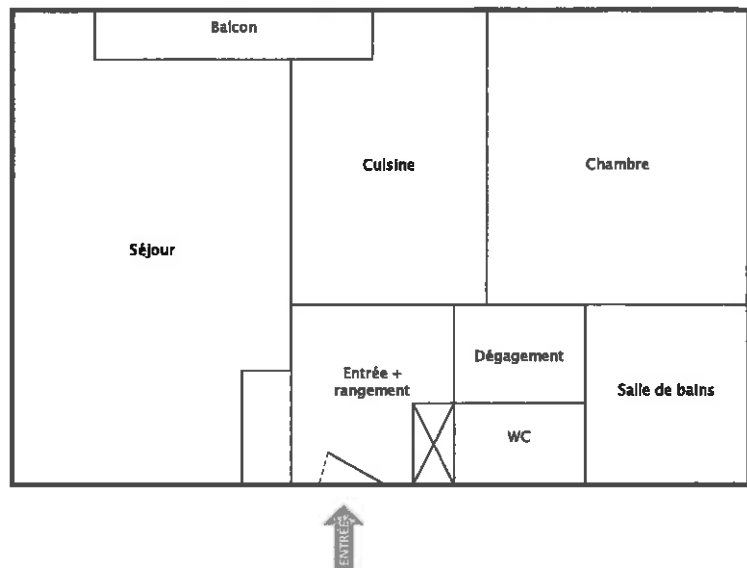 Balcon
Cuisine
Chambre
Séjour
Dégagement
Entrée +
rangement
Salle de bains
WC
ENTRÉE